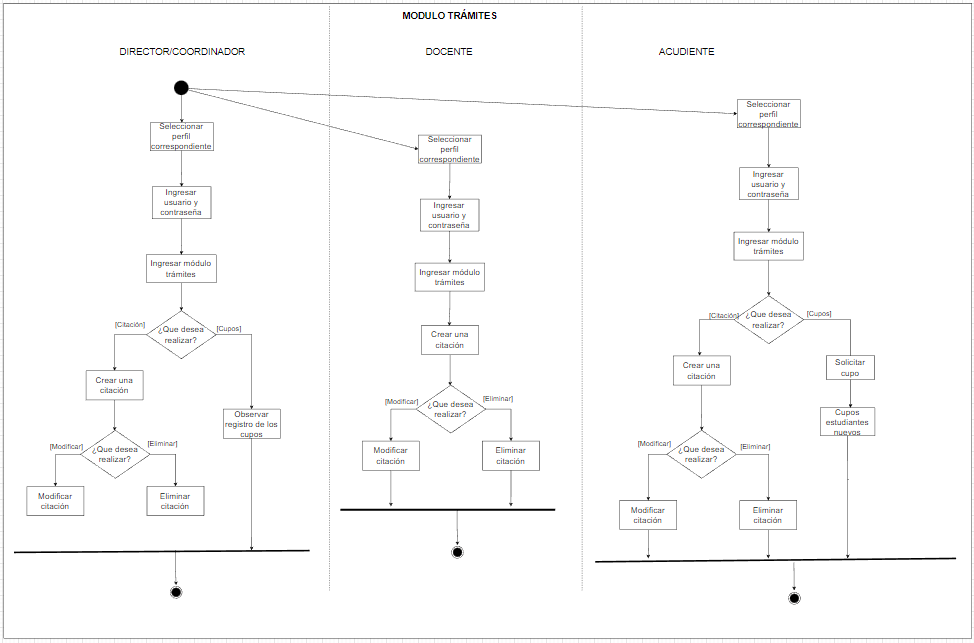 MODULO TRÁMITES
DIRECTOR/COORDINADOR
DOCENTE
ACUDIENTE
Seleccionar
perfil
correspondiente
Ingresar
usuario y
contraseña
Ingresar módulo
trámites
¿Que desea
realizar?
[Citación]
[Cupos]
Crear una
citación
Observar
registro de los
cupos
¿Que desea
realizar?
[Modificar]
[Eliminar]
Modificar
citación
Eliminar
citación
Seleccionar
perfil
correspondiente
Ingresar
usuario y
contraseña
Ingresar módulo
trámites
Crear una
citación
¿Que desea
realizar?
[Modificar]
[Eliminar]
Modificar
citación
Eliminar
citación
Seleccionar
perfil
correspondiente
Ingresar
usuario y
contraseña
Ingresar módulo
trámites
¿Que desea
realizar?
[Citación]
[Cupos]
Crear una
citación
Solicitar
cupo
Cupos
estudiantes
nuevos
¿Que desea
realizar?
[Modificar]
[Eliminar]
Modificar
citación
Eliminar
citación